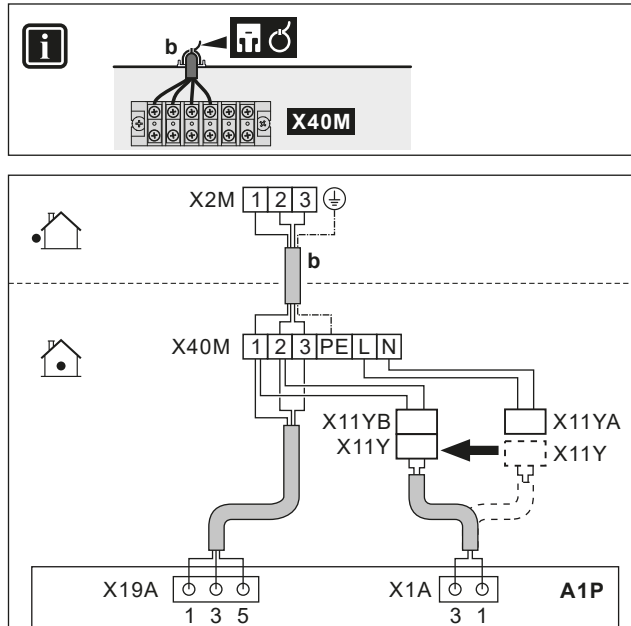 i
b
X40M
X2M 1 2 3
b
X40M 1 2 3 PE L N
X11YB X11YA
X11Y X11Y
X19A X1A A1P
1 3 5 3 1